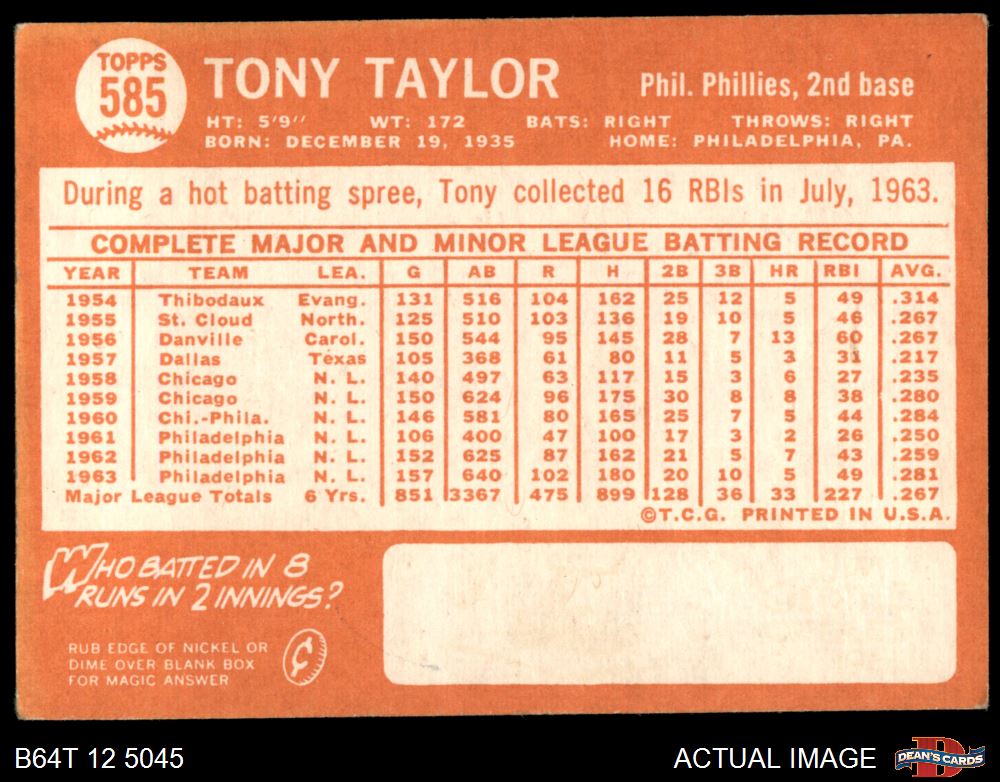 TOPPS
585
TONY TAYLOR
Phil. Phillies, 2nd base
HT: 5'9'' WT: 172 BATS: RIGHT THROWS: RIGHT
BORN: DECEMBER 19, 1935 HOME: PHILADELPHIA, PA.
During a hot batting spree, Tony collected 16 RBIs in July, 1963.
COMPLETE MAJOR AND MINOR LEAGUE BATTING RECORD
YEAR TEAM LEA. G AB R H 2B 3B HR RBI AVG.
1954 Thibodaux Evang. 131 516 104 162 25 12 5 49 .314
1955 St. Cloud North. 125 510 103 136 19 10 5 46 .267
1956 Danville Carol. 150 544 95 145 28 7 13 60 .267
1957 Dallas Texas 105 368 61 80 11 5 3 31 .217
1958 Chicago N. L. 140 497 63 117 15 3 6 27 .235
1959 Chicago N. L. 150 624 96 175 30 8 8 38 .280
1960 Chi.-Phila. N. L. 146 581 80 165 25 7 5 44 .284
1961 Philadelphia N. L. 106 400 47 100 17 3 2 26 .250
1962 Philadelphia N. L. 152 625 87 162 21 5 7 43 .259
1963 Philadelphia N. L. 157 640 102 180 20 10 5 49 .281
Major League Totals 6 Yrs. 851 3367 475 899 128 36 33 227 .267
©T.C.G. PRINTED IN U.S.A.
WHO BATTED IN 8
RUNS IN 2 INNINGS?
RUB EDGE OF NICKEL OR
DIME OVER BLANK BOX
FOR MAGIC ANSWER
¢
B64T 12 5045
ACTUAL IMAGE
D
DEAN'S CARDS